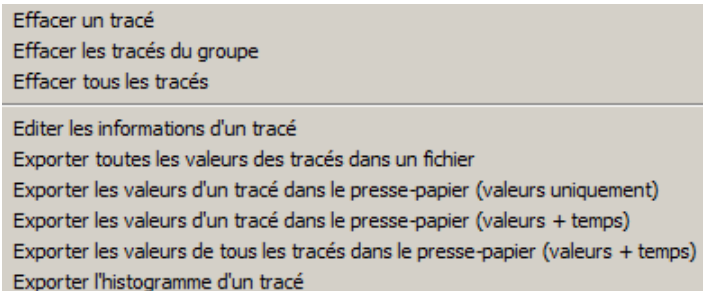 Effacer un tracé
Effacer les tracés du groupe
Effacer tous les tracés
Editer les informations d'un tracé
Exporter toutes les valeurs des tracés dans un fichier
Exporter les valeurs d'un tracé dans le presse-papier (valeurs uniquement)
Exporter les valeurs d'un tracé dans le presse-papier (valeurs + temps)
Exporter les valeurs de tous les tracés dans le presse-papier (valeurs + temps)
Exporter l'histogramme d'un tracé